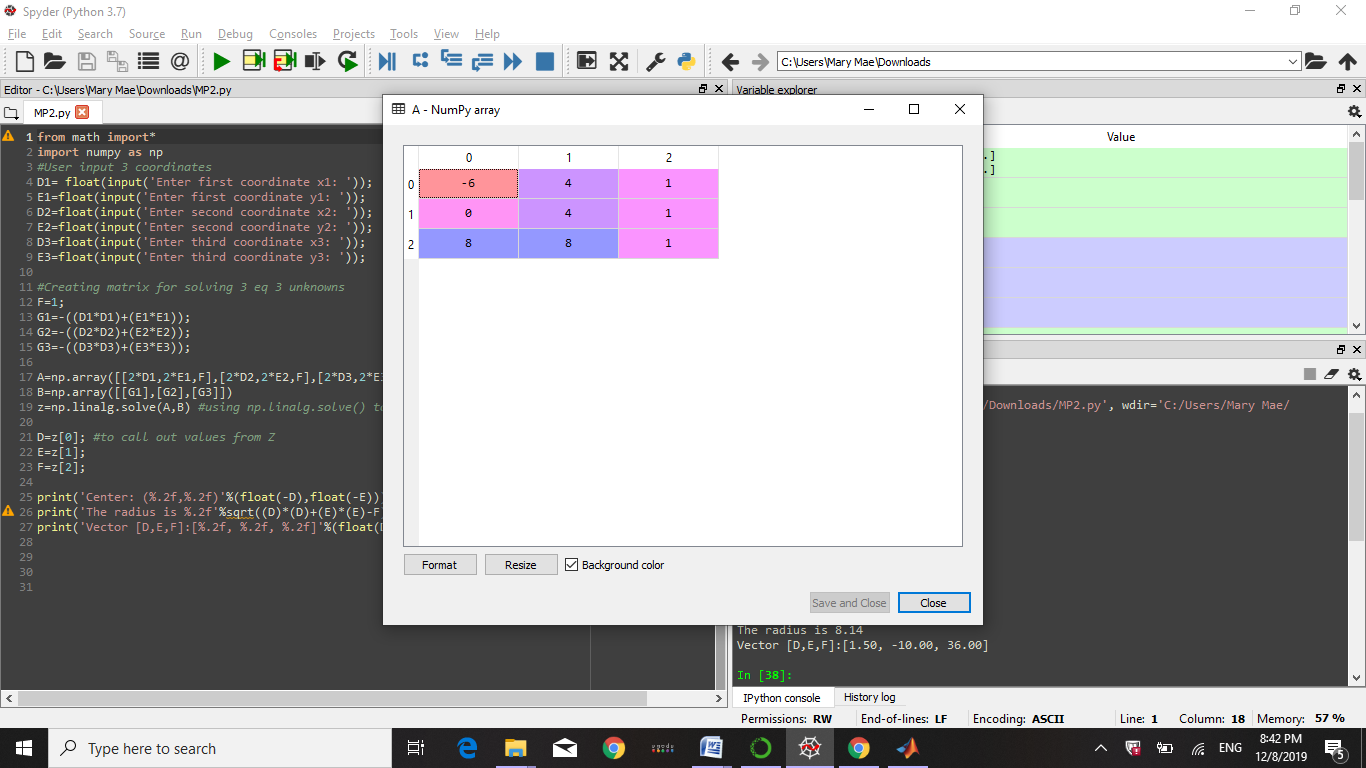 Spyder (Python 3.7)
File Edit Search Source Run Debug Consoles Projects Tools View Help
C:\Users\Mary Mae\Downloads
Editor - C:\Users\Mary Mae\Downloads\MP2.py
Variable explorer
MP2.py
A - NumPy array
Value
0 1 2
0 -6 4 1
1 0 4 1
2 8 8 1
.]
.]
1 from math import*
2 import numpy as np
3 #User input 3 coordinates
4 D1= float(input('Enter first coordinate x1: '));
5 E1=float(input('Enter first coordinate y1: '));
6 D2=float(input('Enter second coordinate x2: '));
7 E2=float(input('Enter second coordinate y2: '));
8 D3=float(input('Enter third coordinate x3: '));
9 E3=float(input('Enter third coordinate y3: '));
10
11 #Creating matrix for solving 3 eq 3 unknowns
12 F=1;
13 G1=-((D1*D1)+(E1*E1));
14 G2=-((D2*D2)+(E2*E2));
15 G3=-((D3*D3)+(E3*E3));
16
17 A=np.array([[2*D1,2*E1,F],[2*D2,2*E2,F],[2*D3,2*E3
18 B=np.array([[G1],[G2],[G3]])
19 z=np.linalg.solve(A,B) #using np.linalg.solve() to
20
21 D=z[0]; #to call out values from Z
22 E=z[1];
23 F=z[2];
24
25 print('Center: (%.2f,%.2f)'%(float(-D),float(-E)))
26 print('The radius is %.2f'%sqrt((D)*(D)+(E)*(E)-F)
27 print('Vector [D,E,F]:[%.2f, %.2f, %.2f]'%(float(D
28
29
30
31
Format Resize Background color
Save and Close Close
/Downloads/MP2.py', wdir='C:/Users/Mary Mae/
The radius is 8.14
Vector [D,E,F]:[1.50, -10.00, 36.00]
In [38]:
IPython console History log
Permissions: RW End-of-lines: LF Encoding: ASCII Line: 1 Column: 18 Memory: 57 %
Type here to search
ENG
8:42 PM
12/8/2019
5